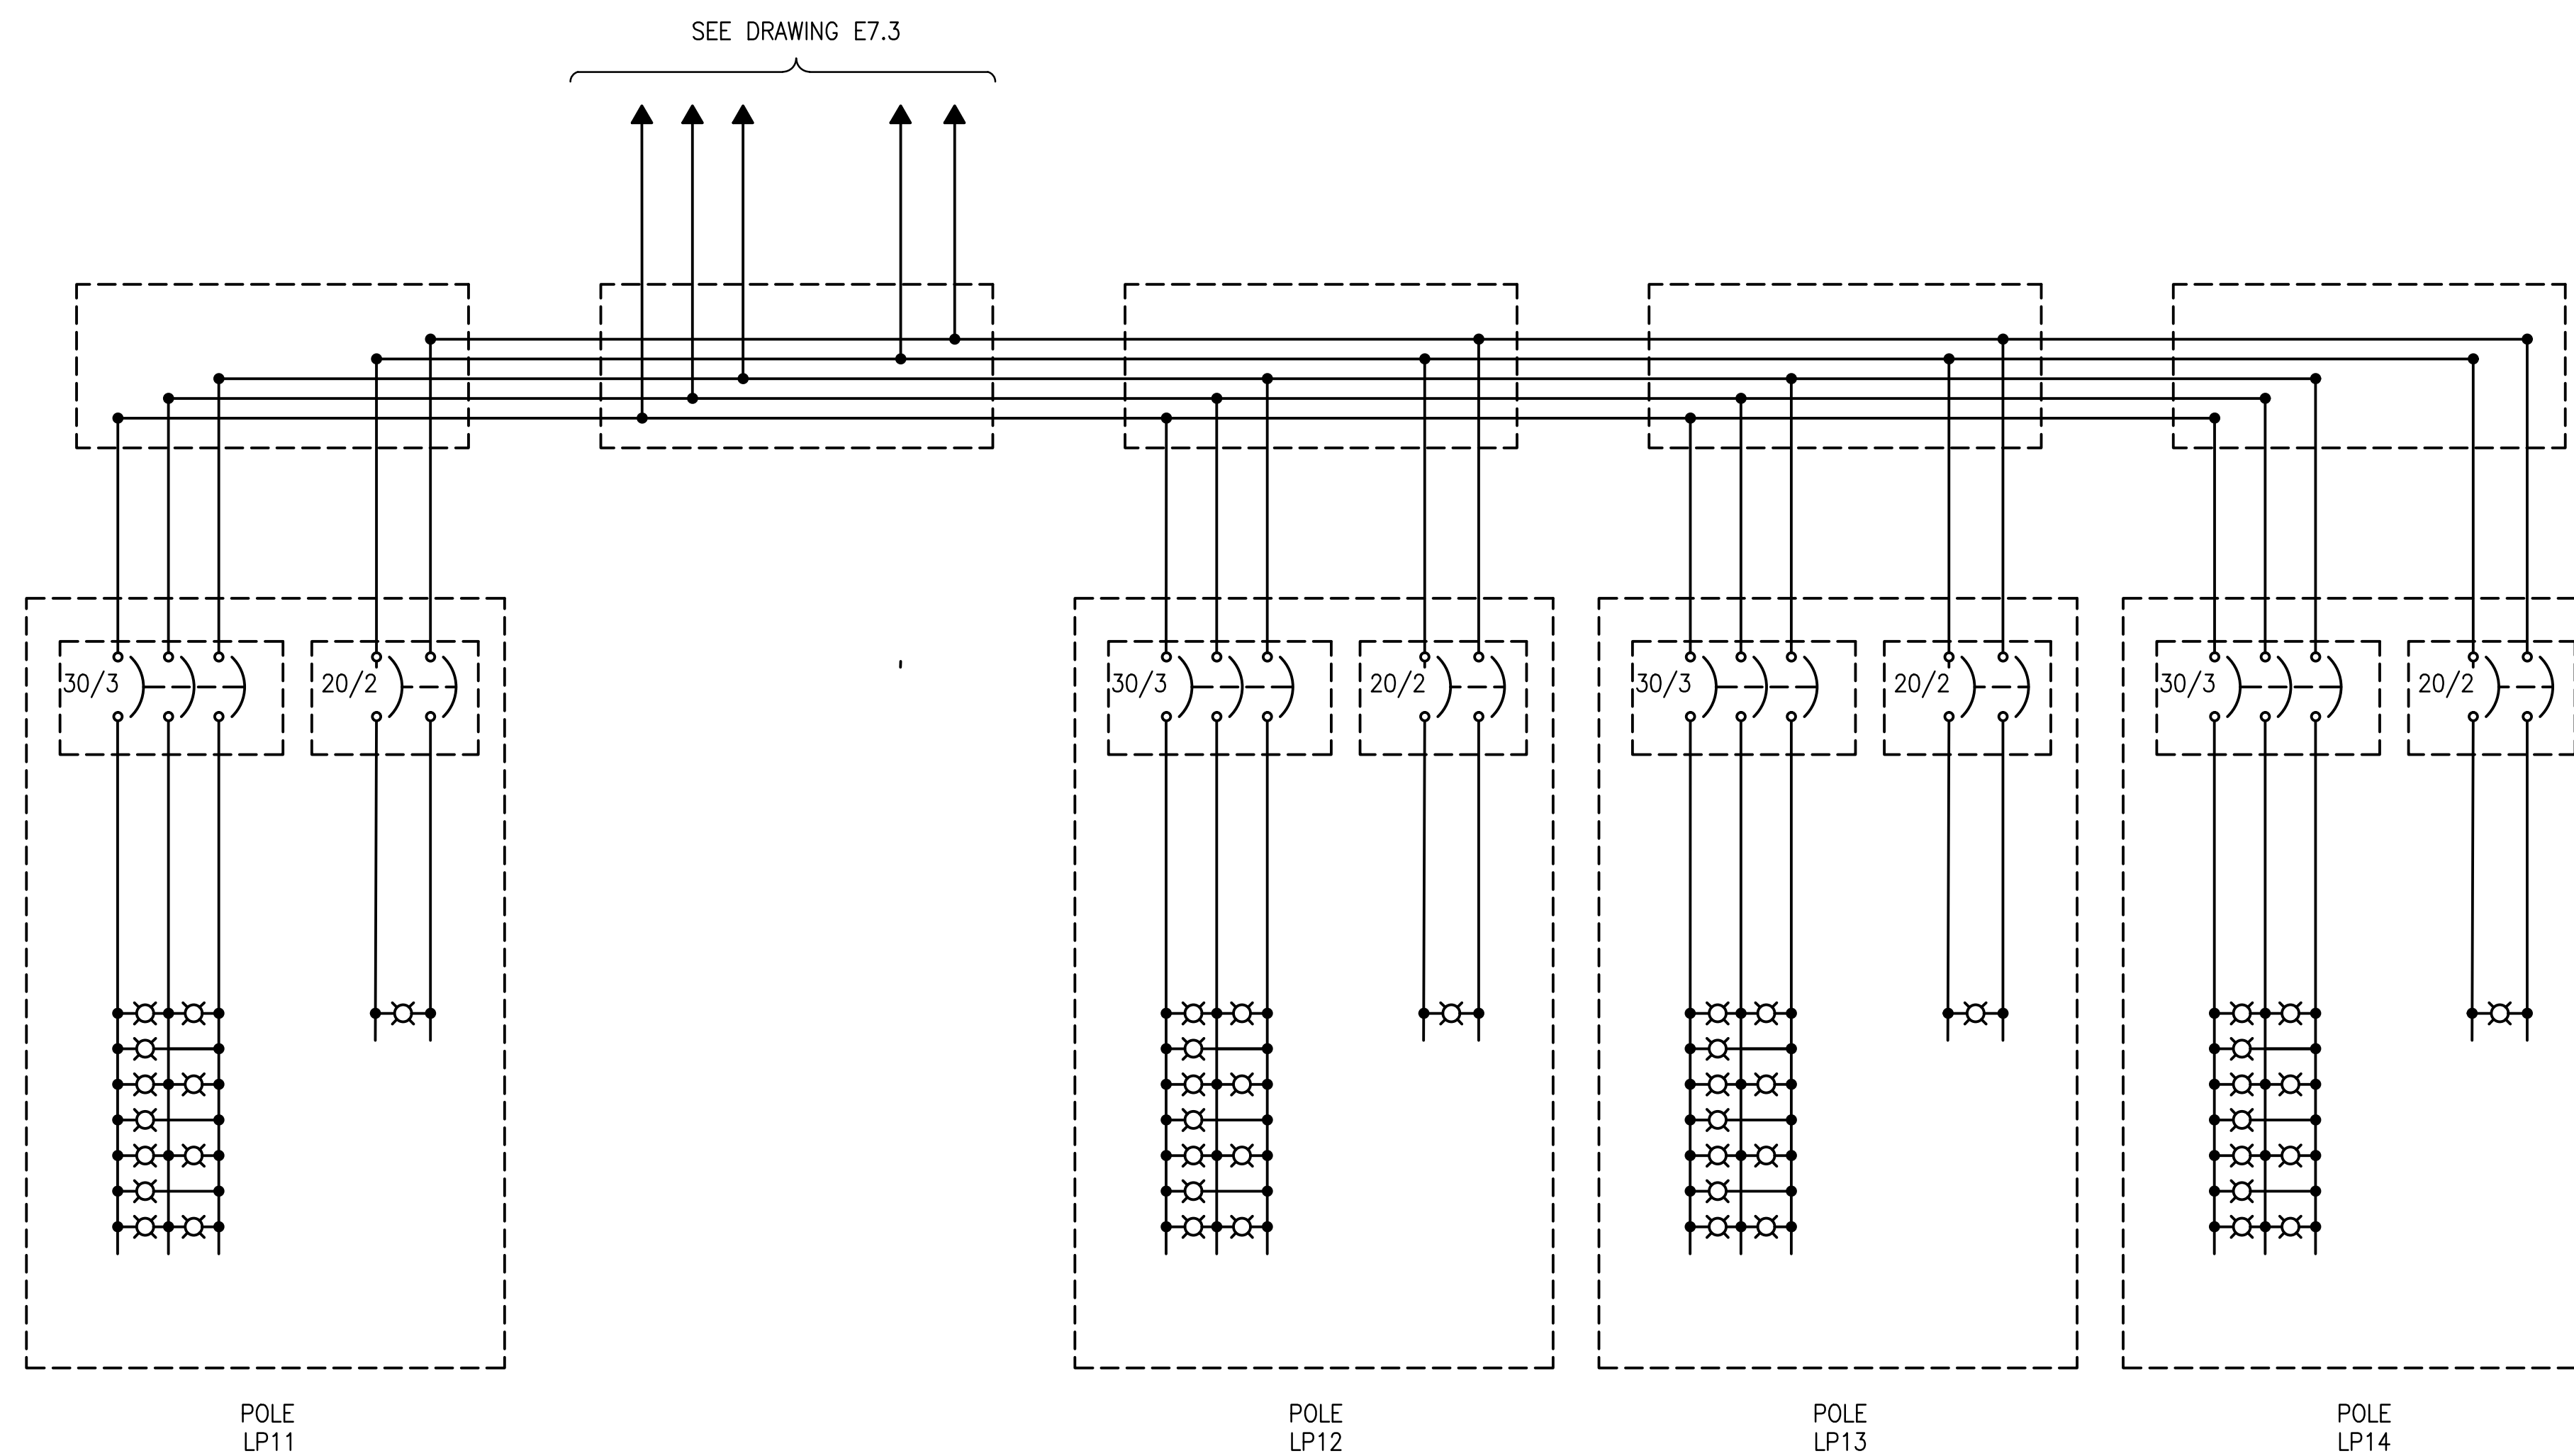 SEE DRAWING E7.3
30/3 20/2 30/3 20/2 30/3 20/2 30/3 20/2
POLE
LP11
POLE
LP12
POLE
LP13
POLE
LP14